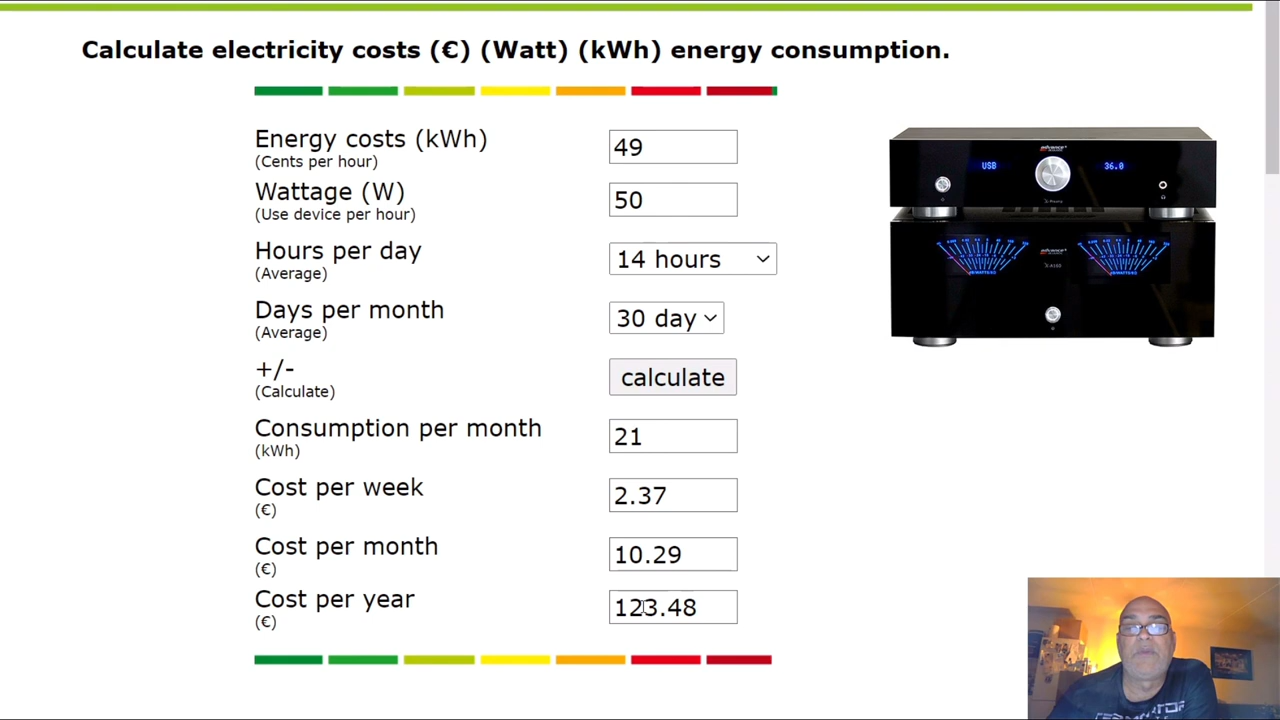 Calculate electricity costs (€) (Watt) (kWh) energy consumption.
Energy costs (kWh)
(Cents per hour)
49
Wattage (W)
(Use device per hour)
50
Hours per day
(Average)
14 hours
Days per month
(Average)
30 day
+/-
(Calculate)
calculate
Consumption per month
(kWh)
21
Cost per week
(€)
2.37
Cost per month
(€)
10.29
Cost per year
(€)
123.48
USB
36.0